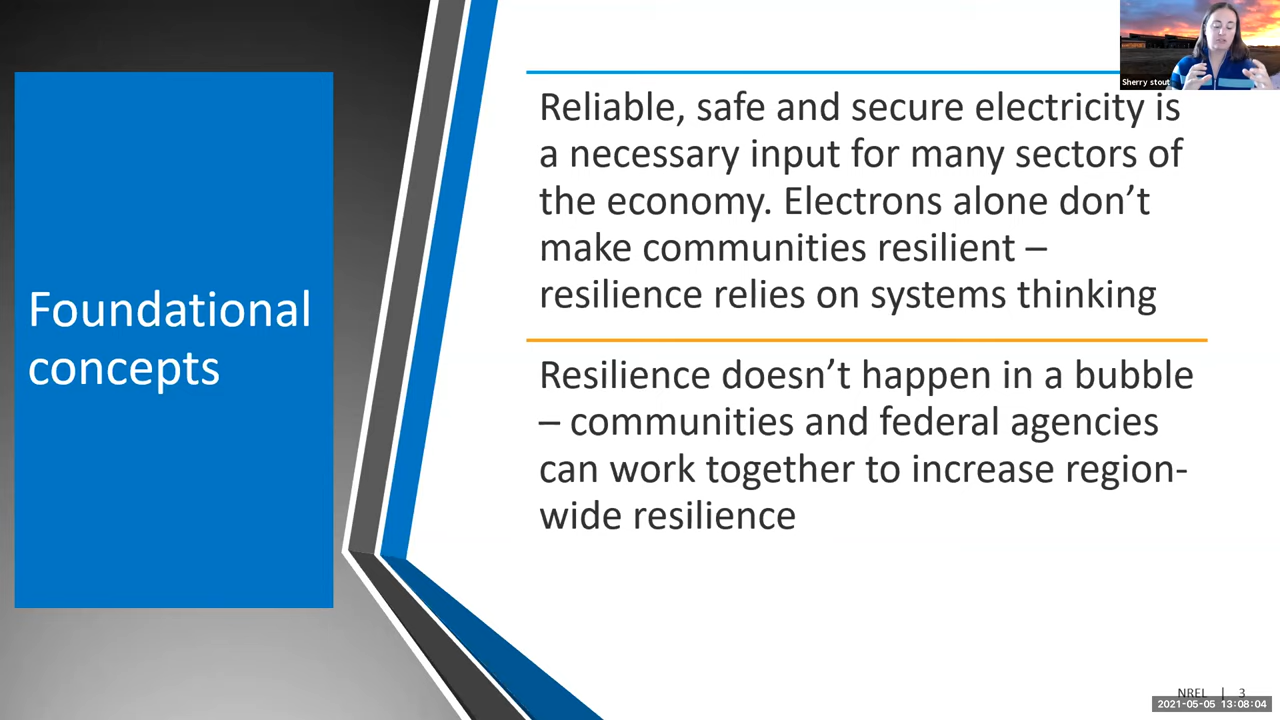 Sherry stout
Foundational
concepts
Reliable, safe and secure electricity is
a necessary input for many sectors of
the economy. Electrons alone don’t
make communities resilient –
resilience relies on systems thinking
Resilience doesn’t happen in a bubble
– communities and federal agencies
can work together to increase region-
wide resilience
NREL | 3
2021-05-05 13:08:04